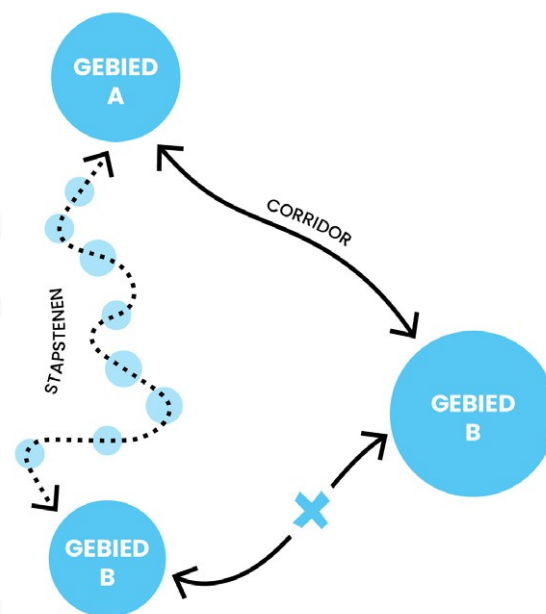 GEBIED
A
CORRIDOR
STAPSTENEN
GEBIED
B
GEBIED
B